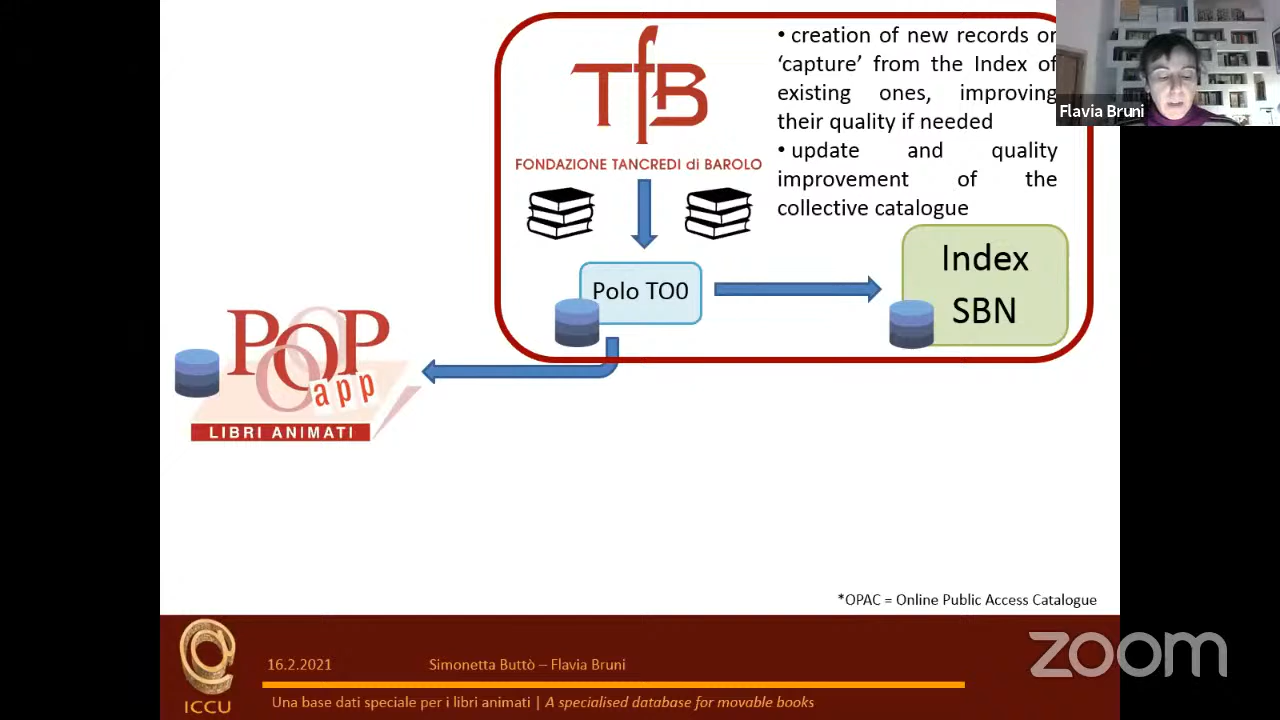 TfB
FONDAZIONE TANCREDI di BAROLO
• creation of new records or
‘capture’ from the Index of
existing ones, improving
their quality if needed
• update and quality
improvement of the
collective catalogue
Flavia Bruni
Polo TO0
Index
SBN
POP
app
LIBRI ANIMATI
*OPAC = Online Public Access Catalogue
16.2.2021 Simonetta Buttò – Flavia Bruni
Una base dati speciale per i libri animati | A specialised database for movable books
ICCU
zoom